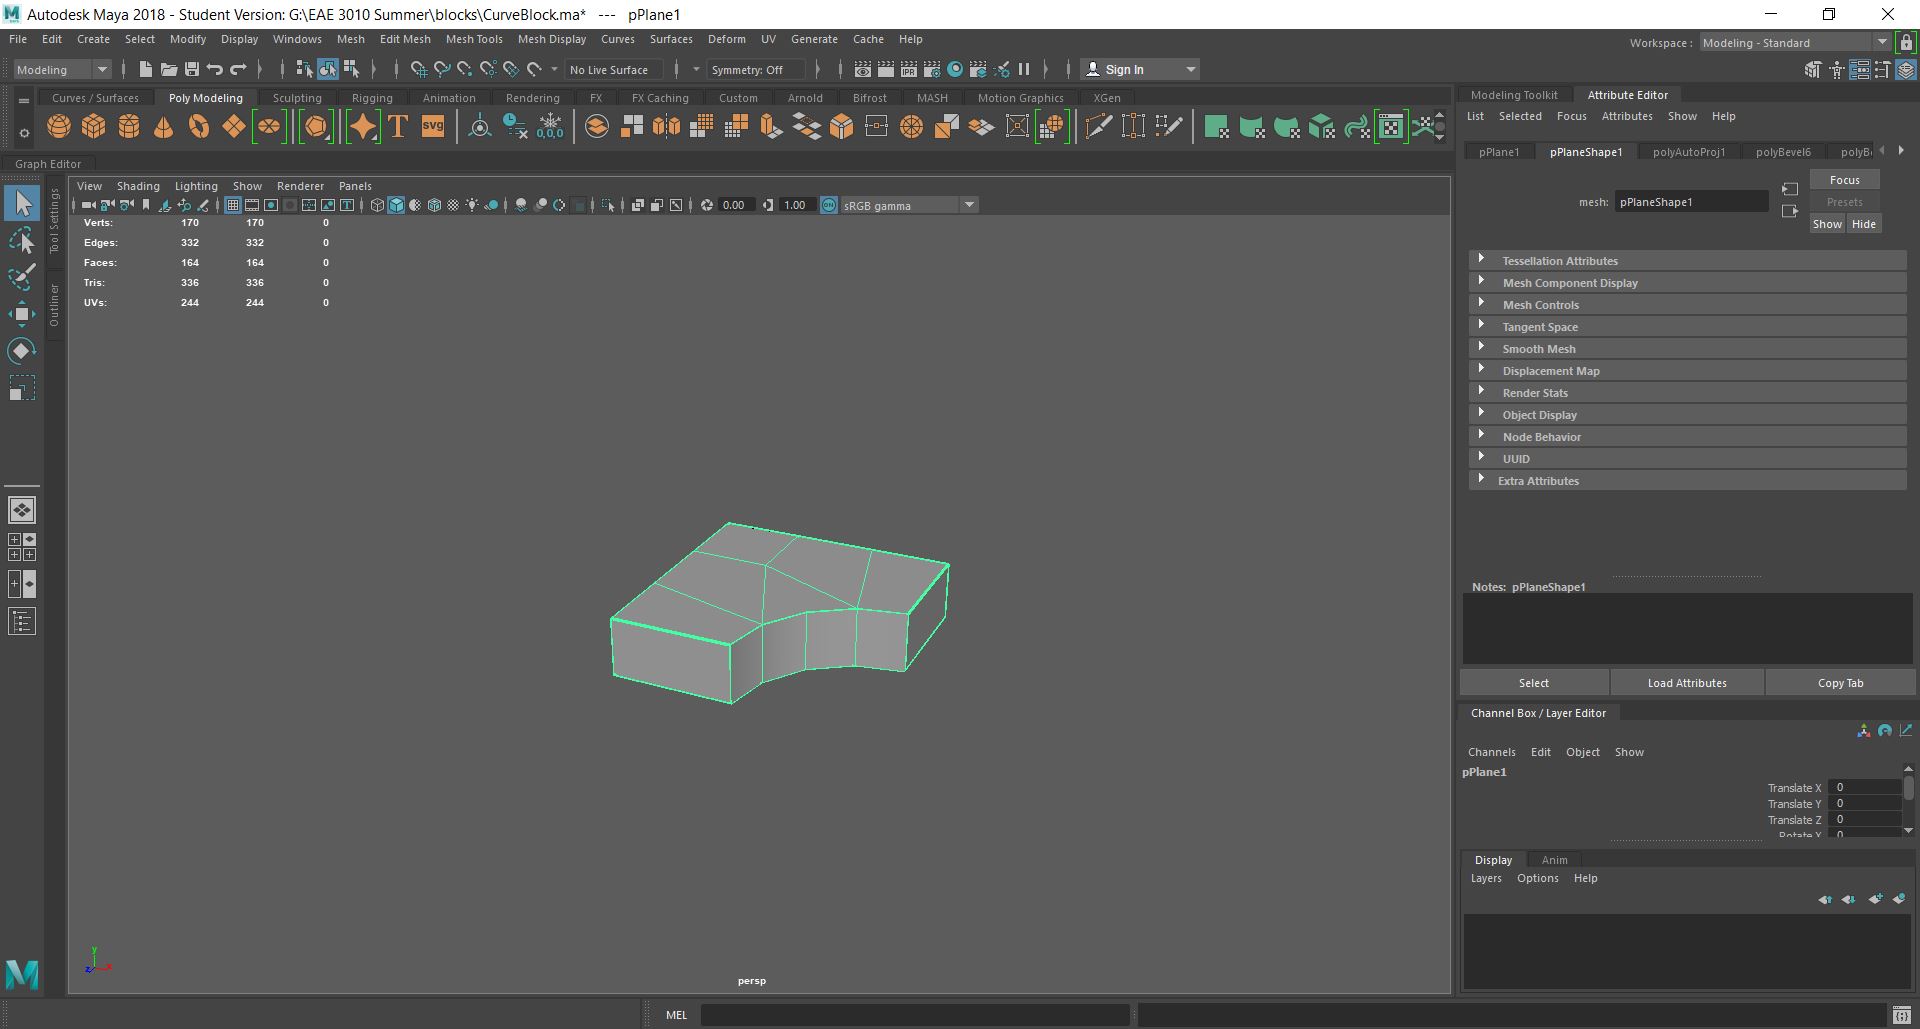 Autodesk Maya 2018 - Student Version: G:\EAE 3010 Summer\blocks\CurveBlock.ma*   ---   pPlane1
File Edit Create Select Modify Display Windows Mesh Edit Mesh Mesh Tools Mesh Display Curves Surfaces Deform UV Generate Cache Help
Workspace : Modeling - Standard
Modeling No Live Surface Symmetry: Off IPR Sign In
Curves / Surfaces Poly Modeling Sculpting Rigging Animation Rendering FX FX Caching Custom Arnold Bifrost MASH Motion Graphics XGen
T SVG 0,0,0
Graph Editor
View Shading Lighting Show Renderer Panels
0.00 1.00 ON sRGB gamma
Tool Settings
Outliner
Verts: 170 170 0
Edges: 332 332 0
Faces: 164 164 0
Tris: 336 336 0
UVs: 244 244 0
y
z x
persp
M
MEL
Modeling Toolkit Attribute Editor
List Selected Focus Attributes Show Help
pPlane1 pPlaneShape1 polyAutoProj1 polyBevel6 polyB
Focus
mesh: pPlaneShape1 Presets
Show Hide
Tessellation Attributes
Mesh Component Display
Mesh Controls
Tangent Space
Smooth Mesh
Displacement Map
Render Stats
Object Display
Node Behavior
UUID
Extra Attributes
Notes: pPlaneShape1
Select Load Attributes Copy Tab
Channel Box / Layer Editor
Channels Edit Object Show
pPlane1
Translate X 0
Translate Y 0
Translate Z 0
Rotate X 0
Display Anim
Layers Options Help